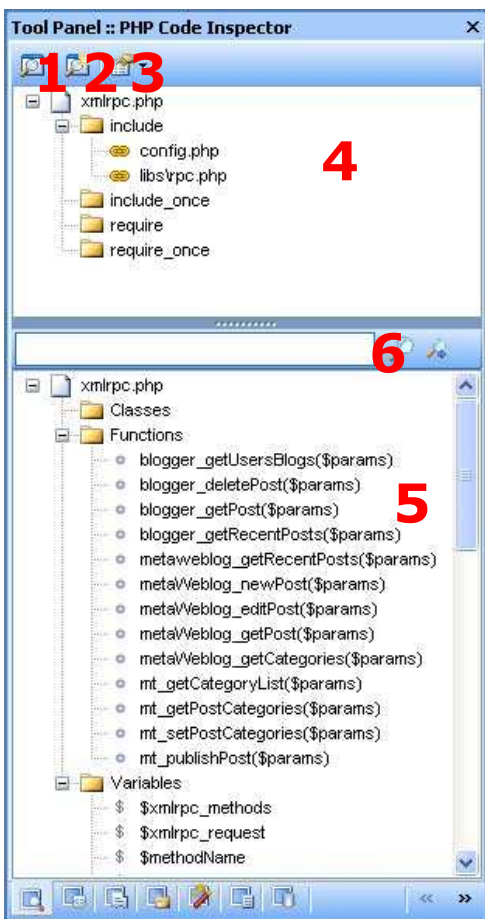 Tool Panel :: PHP Code Inspector
1 2 3
xmlrpc.php
include
config.php
4
libs\rpc.php
include_once
require
require_once
6
xmlrpc.php
Classes
Functions
blogger_getUsersBlogs($params)
blogger_deletePost($params)
5
blogger_getPost($params)
blogger_getRecentPosts($params)
metaweblog_getRecentPosts($params)
metaWeblog_newPost($params)
metaWeblog_editPost($params)
metaWeblog_getPost($params)
metaWeblog_getCategories($params)
mt_getCategoryList($params)
mt_getPostCategories($params)
mt_setPostCategories($params)
mt_publishPost($params)
Variables
$ $xmlrpc_methods
$ $xmlrpc_request
$ $methodName